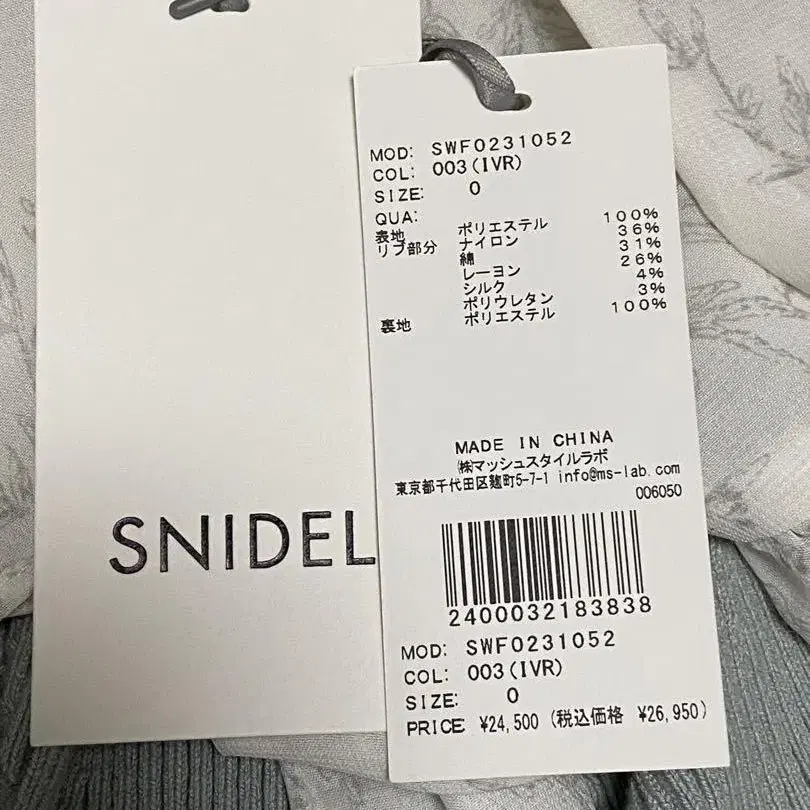 SNIDEL
MOD: SWF0231052
COL: 003(IVR)
SIZE: 0
QUA:
表地 ポリエステル 100%
リブ部分 ナイロン 36%
綿 31%
レーヨン 26%
シルク 4%
ポリウレタン 3%
裏地 ポリエステル 100%
MADE IN CHINA
㈱マッシュスタイルラボ
東京都千代田区麹町5-7-1 info@ms-lab.com
006050
2400032183838
MOD: SWF0231052
COL: 003(IVR)
SIZE: 0
PRICE ¥24,500 (税込価格 ¥26,950)